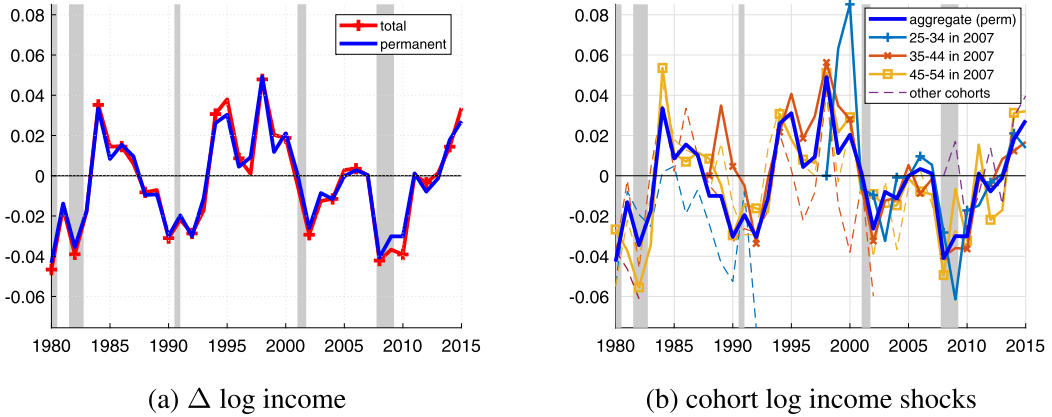 0.08
0.06
0.04
0.02
0
-0.02
-0.04
-0.06
1980 1985 1990 1995 2000 2005 2010 2015
total
permanent
(a) Δ log income
0.08
0.06
0.04
0.02
0
-0.02
-0.04
-0.06
1980 1985 1990 1995 2000 2005 2010 2015
aggregate (perm)
25-34 in 2007
35-44 in 2007
45-54 in 2007
other cohorts
(b) cohort log income shocks